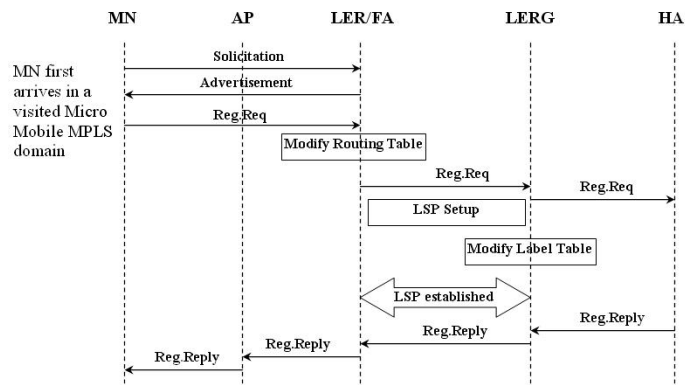 MN AP LER/FA LERG HA
Solicitation
MN first
arrives in a
visited Micro
Mobile MPLS
domain
Advertisement
Reg.Req
Modify Routing Table
Reg.Req
Reg.Req
LSP Setup
Modify Label Table
LSP established
Reg.Reply
Reg.Reply
Reg.Reply
Reg.Reply